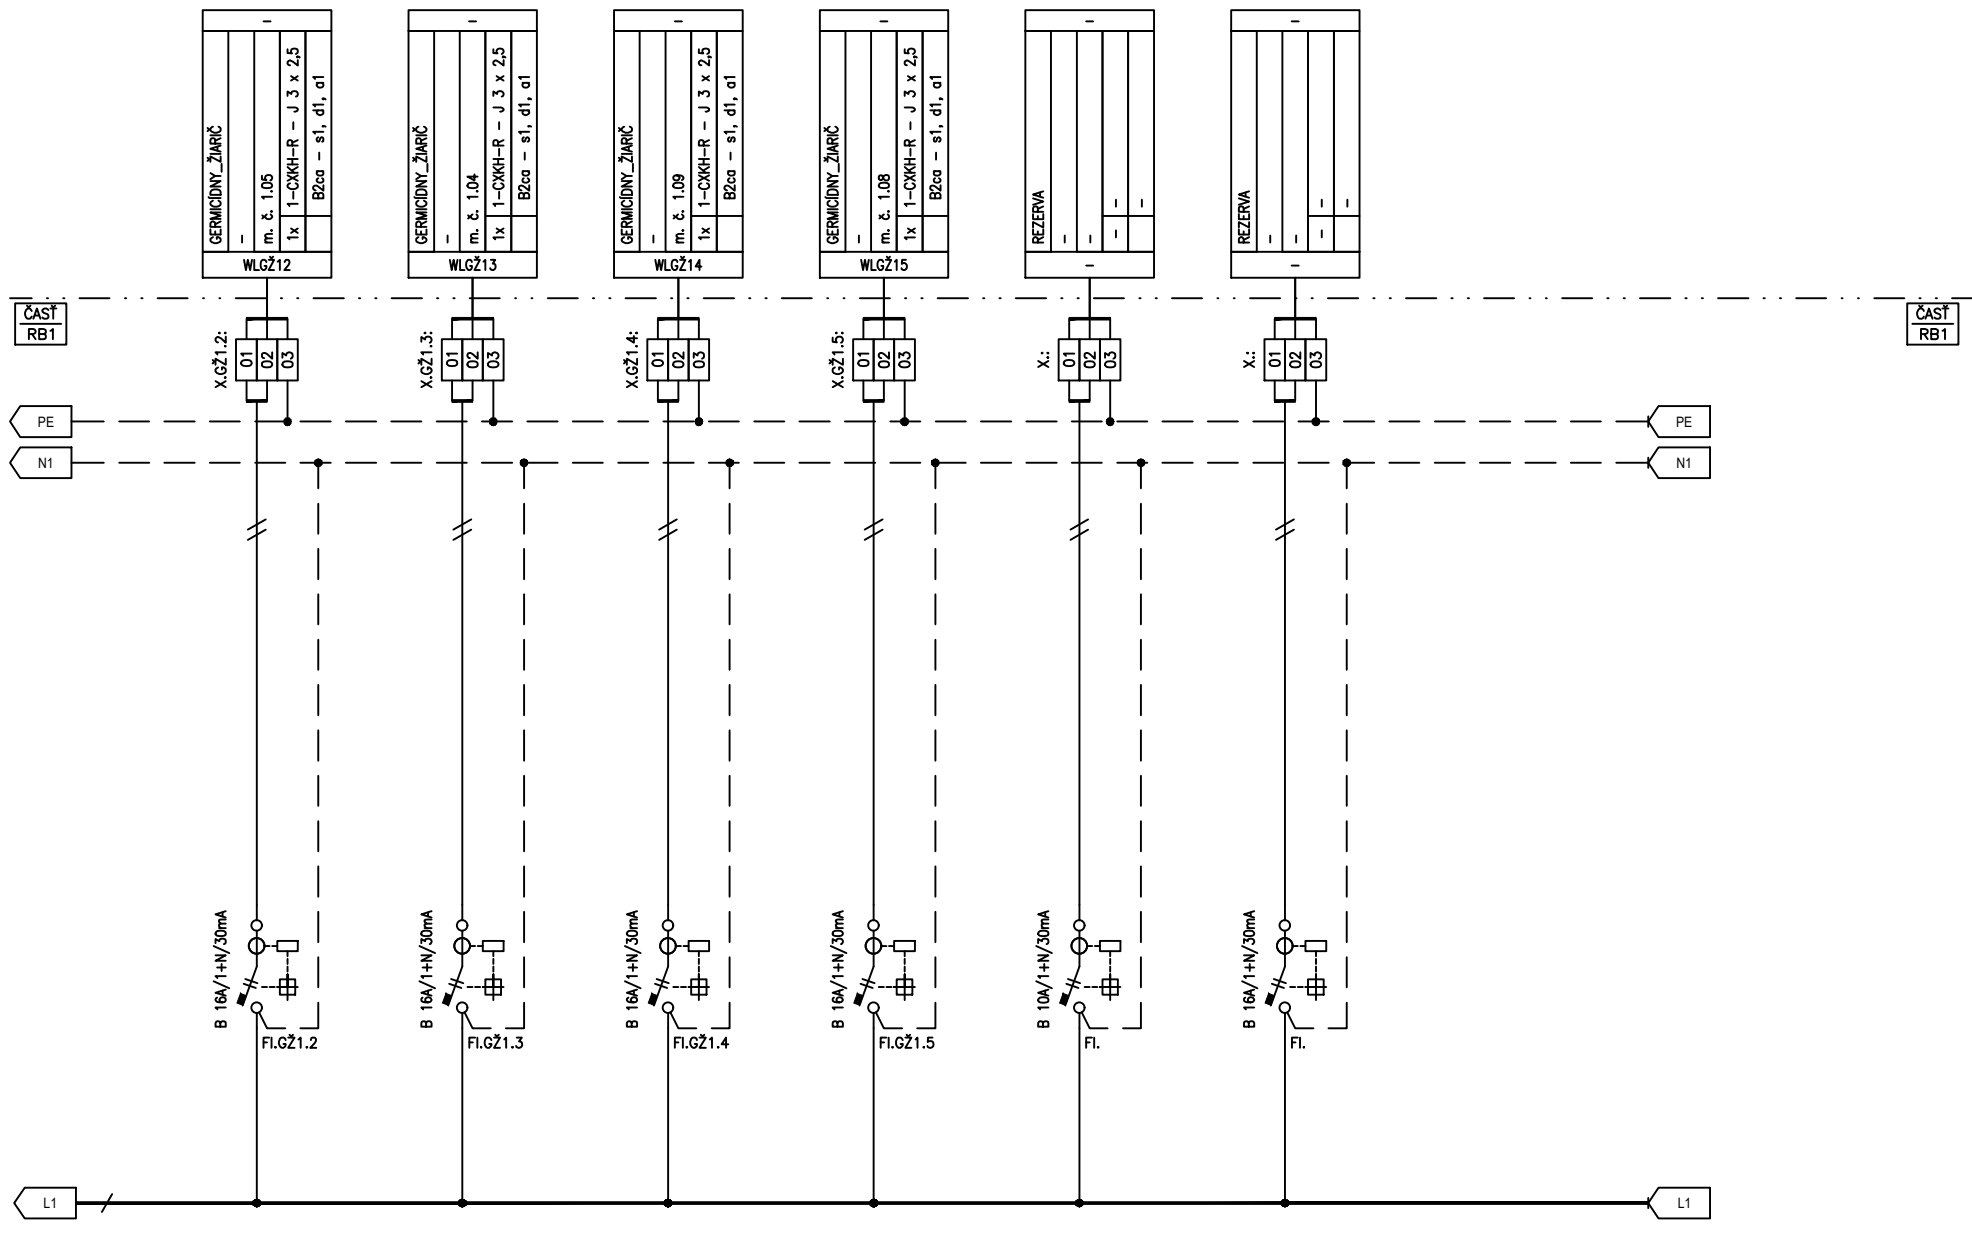 -
GERMICÍDNY_ŽIARIČ
-
m. č. 1.05
1x 1-CXKH-R - J 3 x 2,5
B2ca - s1, d1, a1
WLGŽ12
-
GERMICÍDNY_ŽIARIČ
-
m. č. 1.04
1x 1-CXKH-R - J 3 x 2,5
B2ca - s1, d1, a1
WLGŽ13
-
GERMICÍDNY_ŽIARIČ
-
m. č. 1.09
1x 1-CXKH-R - J 3 x 2,5
B2ca - s1, d1, a1
WLGŽ14
-
GERMICÍDNY_ŽIARIČ
-
m. č. 1.08
1x 1-CXKH-R - J 3 x 2,5
B2ca - s1, d1, a1
WLGŽ15
-
REZERVA
-
-
- -
-
-
-
REZERVA
-
-
- -
-
-
ČASŤ
RB1
ČASŤ
RB1
X.GŽ1.2:: 01 02 03
X.GŽ1.3:: 01 02 03
X.GŽ1.4:: 01 02 03
X.GŽ1.5:: 01 02 03
X.: 01 02 03
X.: 01 02 03
PE
PE
N1
N1
B 16A/1+N/30mA
FI.GŽ1.2
B 16A/1+N/30mA
FI.GŽ1.3
B 16A/1+N/30mA
FI.GŽ1.4
B 16A/1+N/30mA
FI.GŽ1.5
B 10A/1+N/30mA
FI.
B 16A/1+N/30mA
FI.
L1
L1